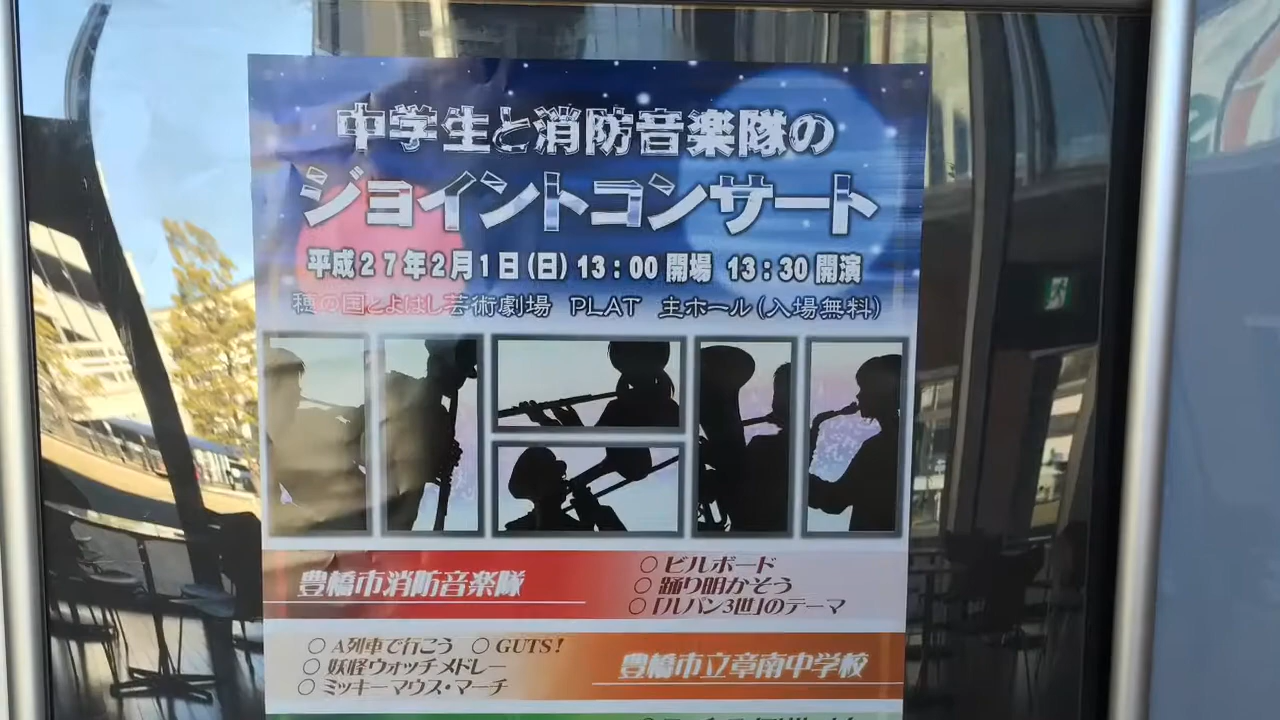 中学生と消防音楽隊の
ジョイントコンサート
平成27年2月1日(日)13:00開場 13:30開演
穂の国とよはし芸術劇場 PLAT 主ホール(入場無料)
豊橋市消防音楽隊
○ ビルボード
○ 踊り明かそう
○ 「ルパン3世」のテーマ
○ A列車で行こう ○ GUTS!
○ 妖怪ウォッチメドレー
○ ミッキーマウス・マーチ
豊橋市立章南中学校